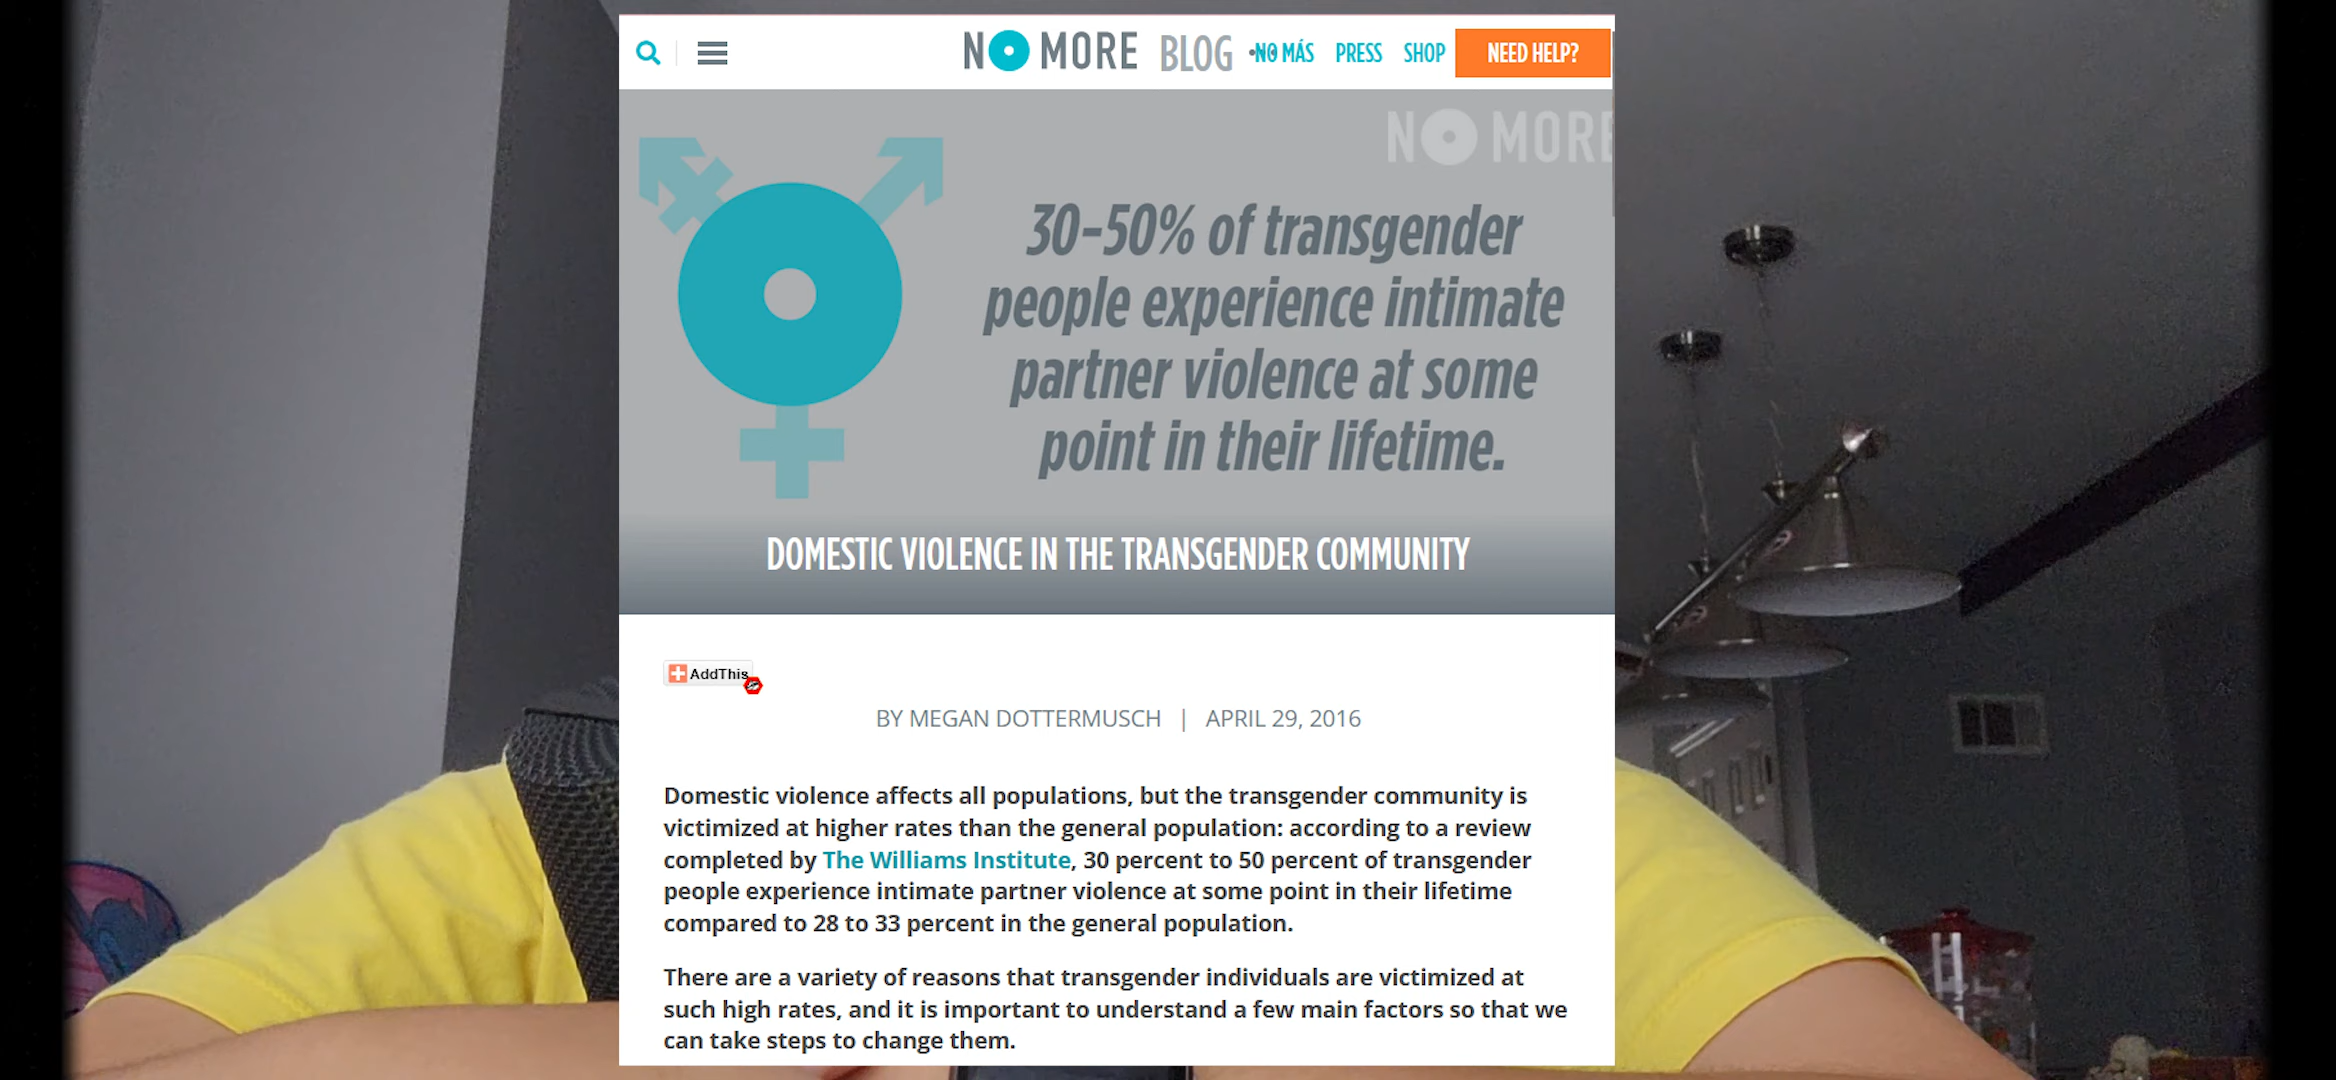 NO MORE BLOG NO MÁS PRESS SHOP NEED HELP?
NO MORE
30-50% of transgender
people experience intimate
partner violence at some
point in their lifetime.
DOMESTIC VIOLENCE IN THE TRANSGENDER COMMUNITY
AddThis
BY MEGAN DOTTERMUSCH | APRIL 29, 2016
Domestic violence affects all populations, but the transgender community is
victimized at higher rates than the general population: according to a review
completed by The Williams Institute, 30 percent to 50 percent of transgender
people experience intimate partner violence at some point in their lifetime
compared to 28 to 33 percent in the general population.
There are a variety of reasons that transgender individuals are victimized at
such high rates, and it is important to understand a few main factors so that we
can take steps to change them.